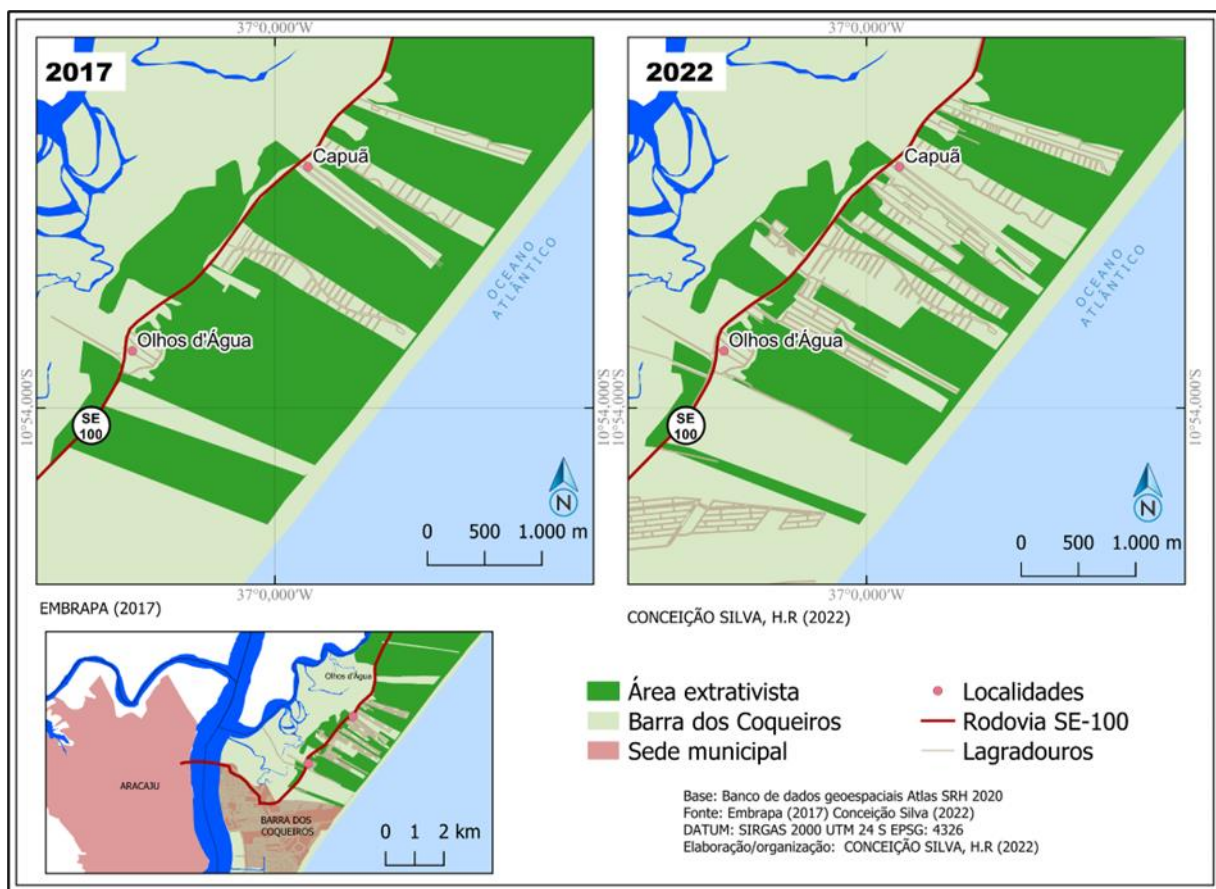 37°0,000'W
37°0,000'W
2017
2022
Capuã
Capuã
OCEANO
ATLÂNTICO
OCEANO
ATLÂNTICO
Olhos d'Água
Olhos d'Água
10°54,000'S
10°54,000'S
10°54,000'S
10°54,000'S
SE
100
SE
100
N
N
0 500 1.000 m
0 500 1.000 m
37°0,000'W
37°0,000'W
EMBRAPA (2017)
CONCEIÇÃO SILVA, H.R (2022)
Olhos d'Água
ARACAJU
BARRA DOS
COQUEIROS
0 1 2 km
Área extrativista
Barra dos Coqueiros
Sede municipal
Localidades
Rodovia SE-100
Lagradouros
Base: Banco de dados geoespaciais Atlas SRH 2020
Fonte: Embrapa (2017) Conceição Silva (2022)
DATUM: SIRGAS 2000 UTM 24 S EPSG: 4326
Elaboração/organização: CONCEIÇÃO SILVA, H.R (2022)